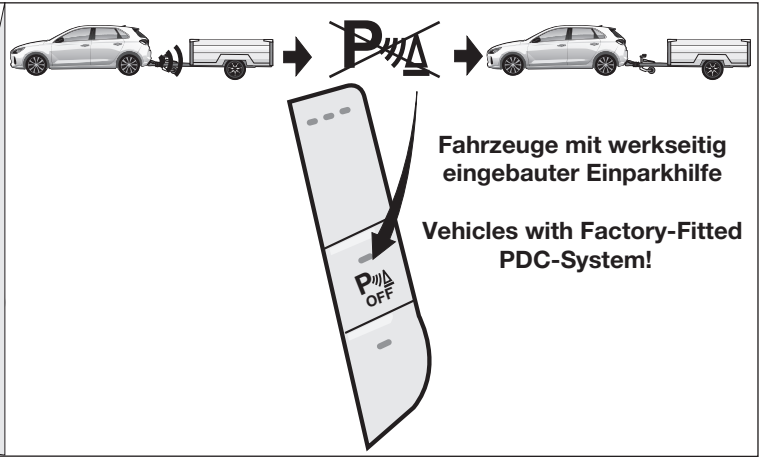 P
Fahrzeuge mit werkseitig
eingebauter Einparkhilfe
Vehicles with Factory-Fitted
PDC-System!
P
OFF